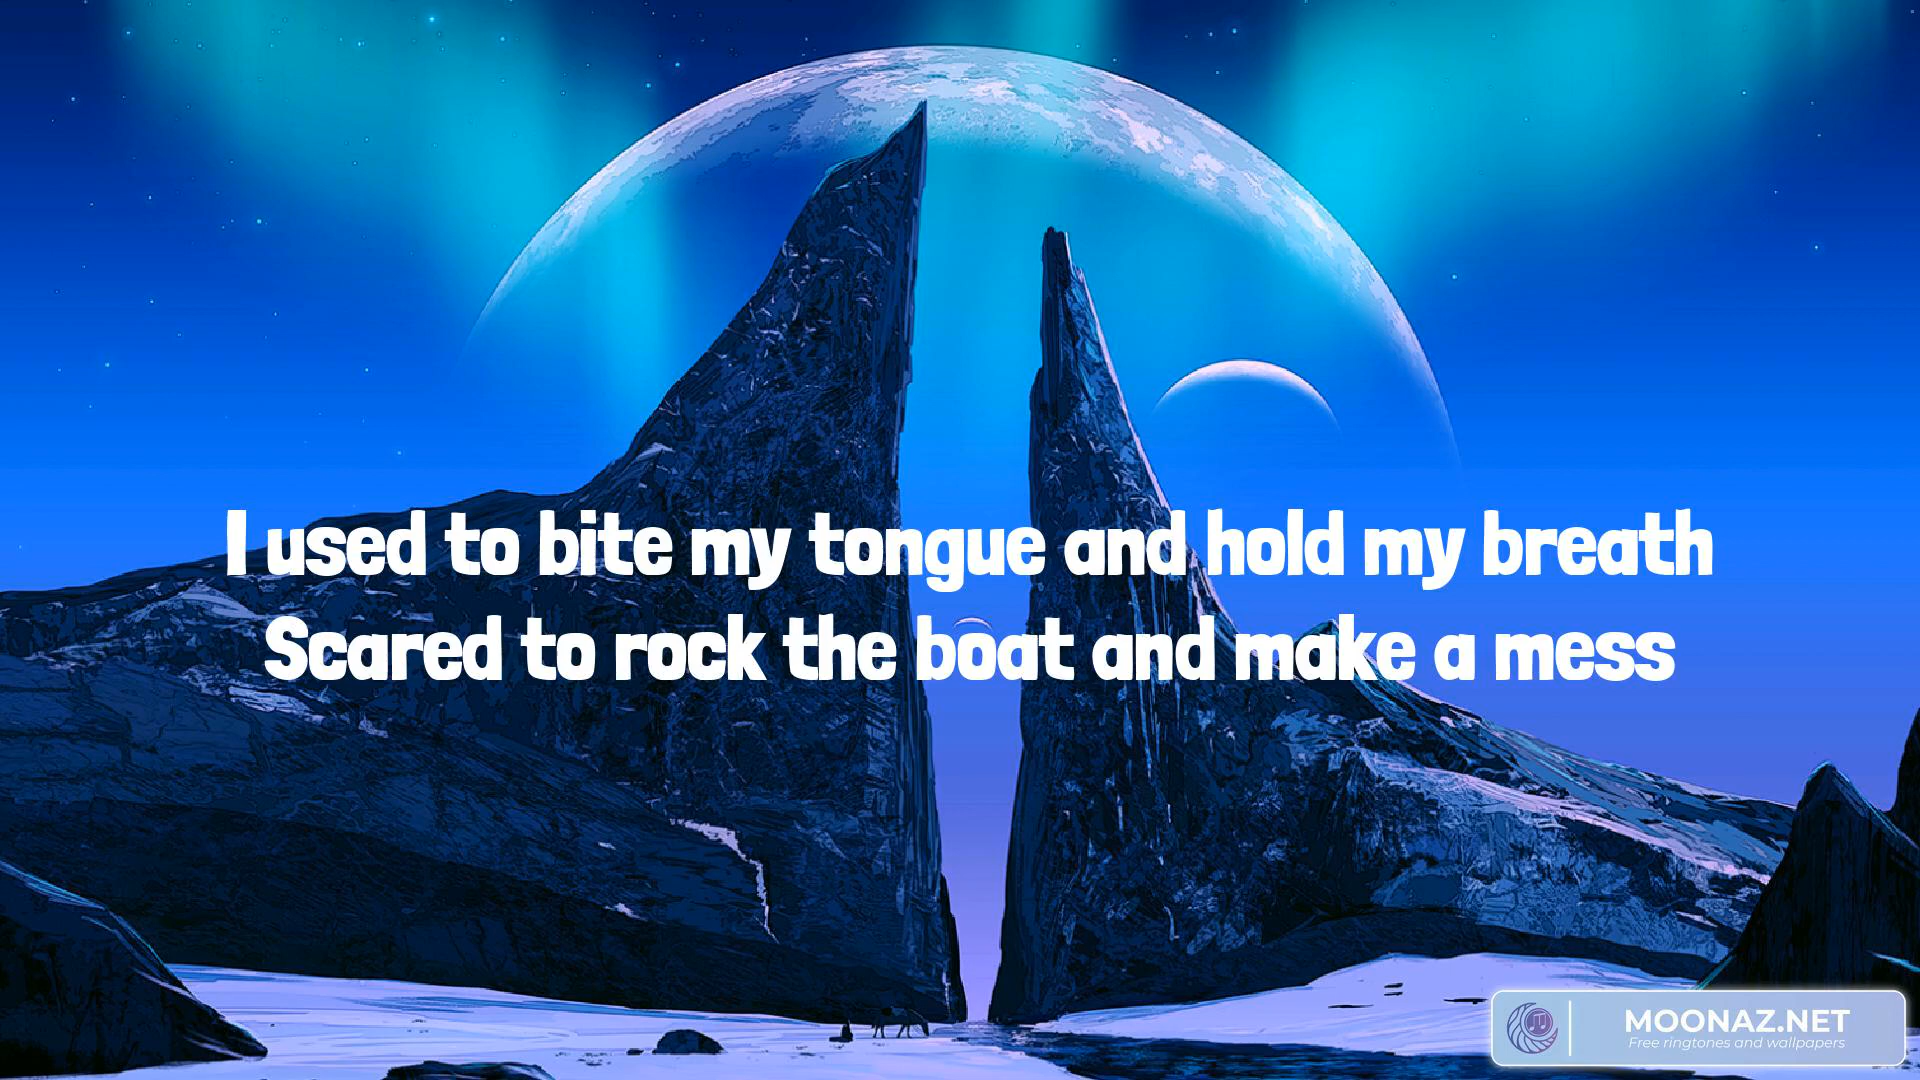 I used to bite my tongue and hold my breath
Scared to rock the boat and make a mess
MOONAZ.NET
Free ringtones and wallpapers